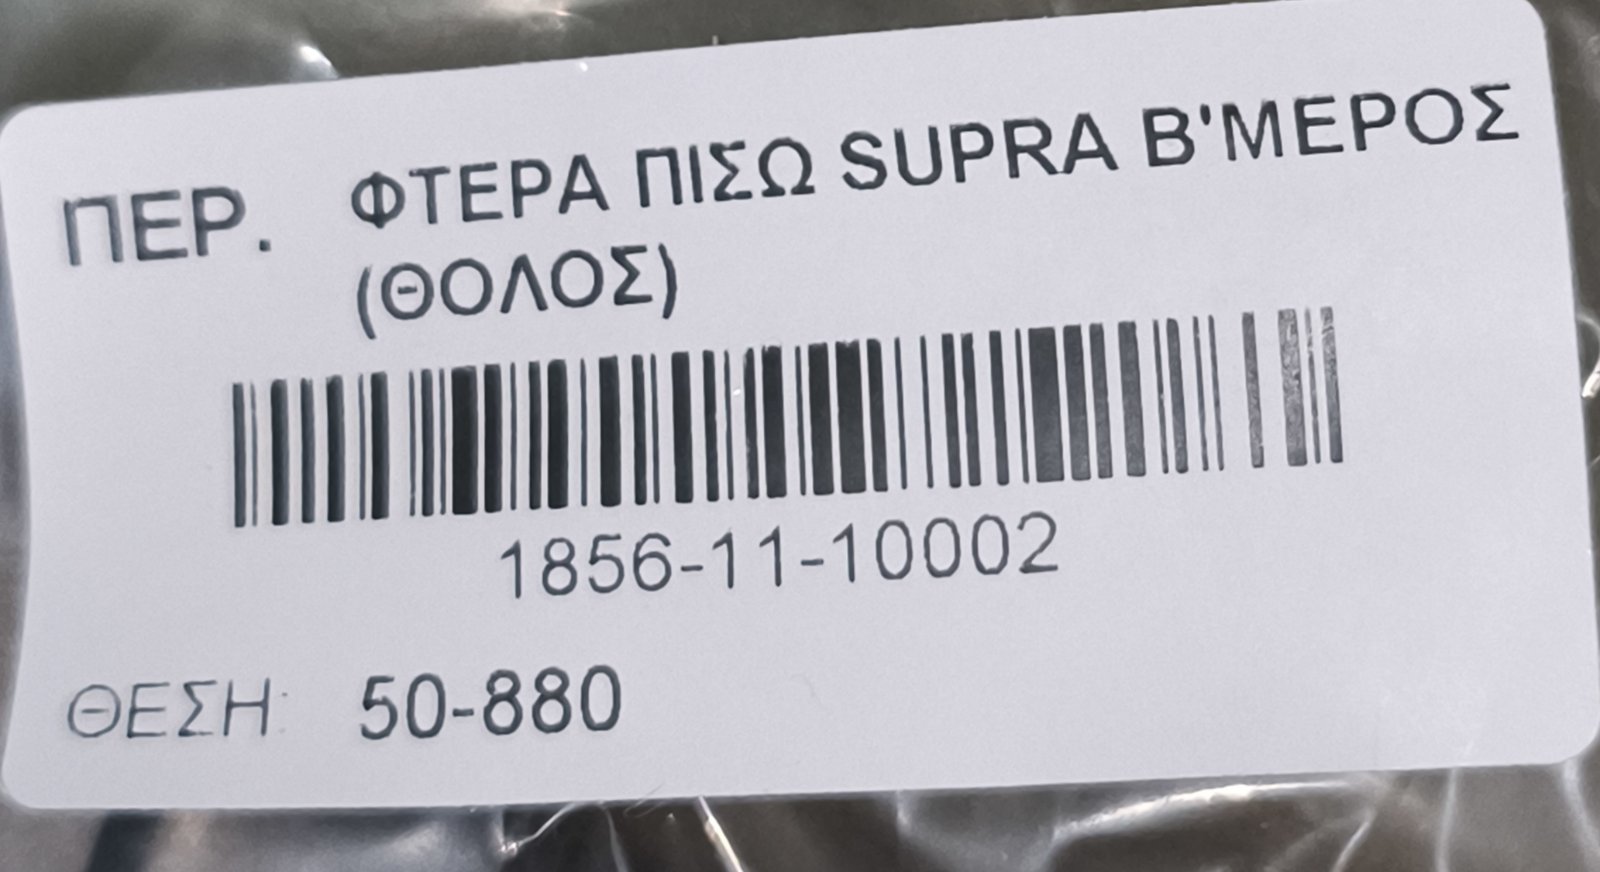 ΠΕΡ. ΦΤΕΡΑ ΠΙΣΩ SUPRA Β'ΜΕΡΟΣ
(ΘΟΛΟΣ)
1856-11-10002
ΘΕΣΗ: 50-880